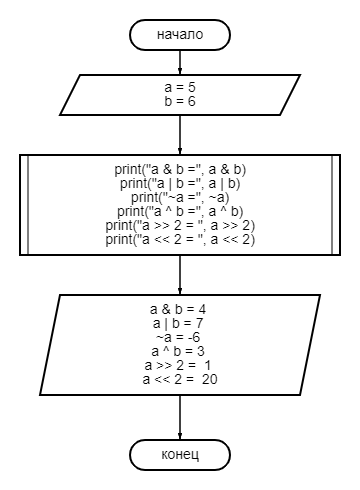 начало
a = 5
b = 6
print("a & b =", a & b)
print("a | b =", a | b)
print("~a =", ~a)
print("a ^ b =", a ^ b)
print("a >> 2 = ", a >> 2)
print("a << 2 = ", a << 2)
a & b = 4
a | b = 7
~a = -6
a ^ b = 3
a >> 2 =  1
a << 2 =  20
конец